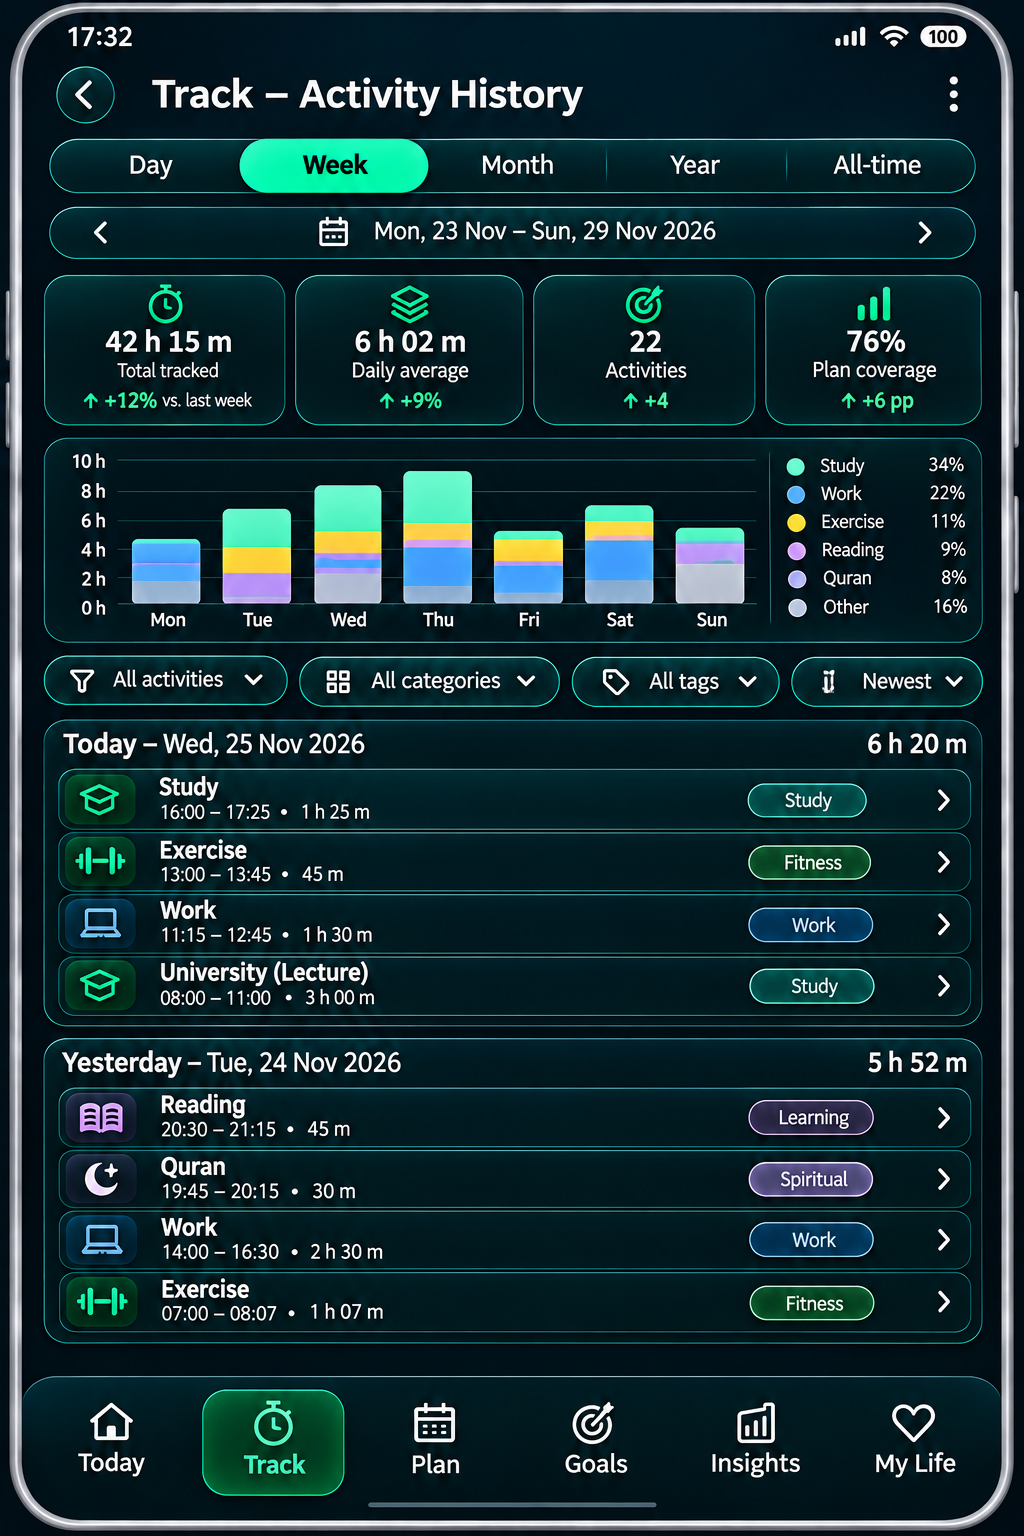 17:32
100
Track – Activity History
Day Week Month Year All-time
Mon, 23 Nov – Sun, 29 Nov 2026
42 h 15 m
Total tracked
↑ +12% vs. last week
6 h 02 m
Daily average
↑ +9%
22
Activities
↑ +4
76%
Plan coverage
↑ +6 pp
10 h
8 h
6 h
4 h
2 h
0 h
Mon Tue Wed Thu Fri Sat Sun
Study 34%
Work 22%
Exercise 11%
Reading 9%
Quran 8%
Other 16%
All activities All categories All tags Newest
Today – Wed, 25 Nov 2026 6 h 20 m
Study
16:00 – 17:25 • 1 h 25 m
Study
Exercise
13:00 – 13:45 • 45 m
Fitness
Work
11:15 – 12:45 • 1 h 30 m
Work
University (Lecture)
08:00 – 11:00 • 3 h 00 m
Study
Yesterday – Tue, 24 Nov 2026 5 h 52 m
Reading
20:30 – 21:15 • 45 m
Learning
Quran
19:45 – 20:15 • 30 m
Spiritual
Work
14:00 – 16:30 • 2 h 30 m
Work
Exercise
07:00 – 08:07 • 1 h 07 m
Fitness
Today Track Plan Goals Insights My Life